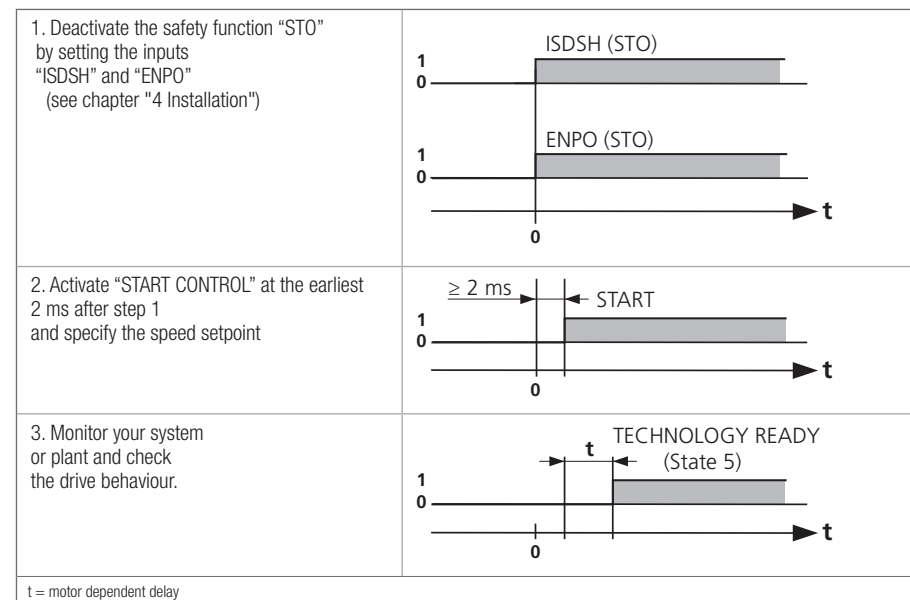 1. Deactivate the safety function “STO”
by setting the inputs
“ISDSH” and “ENPO”
(see chapter "4 Installation")
ISDSH (STO)
1
0
ENPO (STO)
1
0
t
0
2. Activate “START CONTROL” at the earliest
2 ms after step 1
and specify the speed setpoint
≥ 2 ms
START
1
0
t
0
3. Monitor your system
or plant and check
the drive behaviour.
TECHNOLOGY READY
t
(State 5)
1
0
t
0
t = motor dependent delay